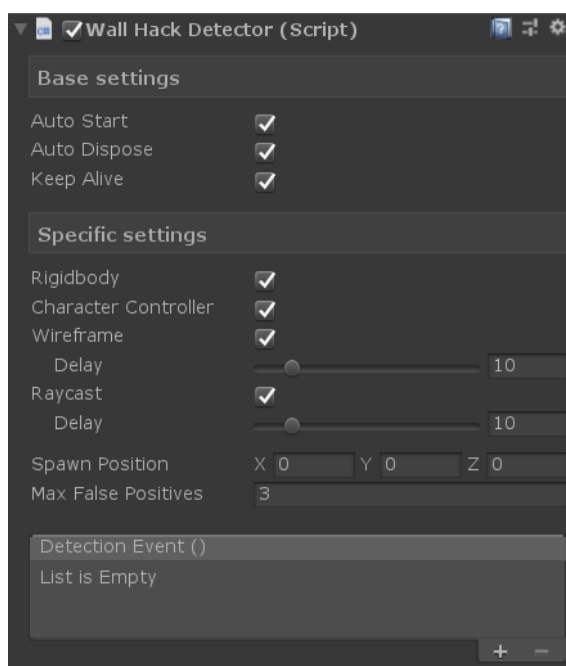 Wall Hack Detector (Script)
Base settings
Auto Start
Auto Dispose
Keep Alive
Specific settings
Rigidbody
Character Controller
Wireframe
Delay 10
Raycast
Delay 10
Spawn Position X 0 Y 0 Z 0
Max False Positives 3
Detection Event ()
List is Empty
+ −